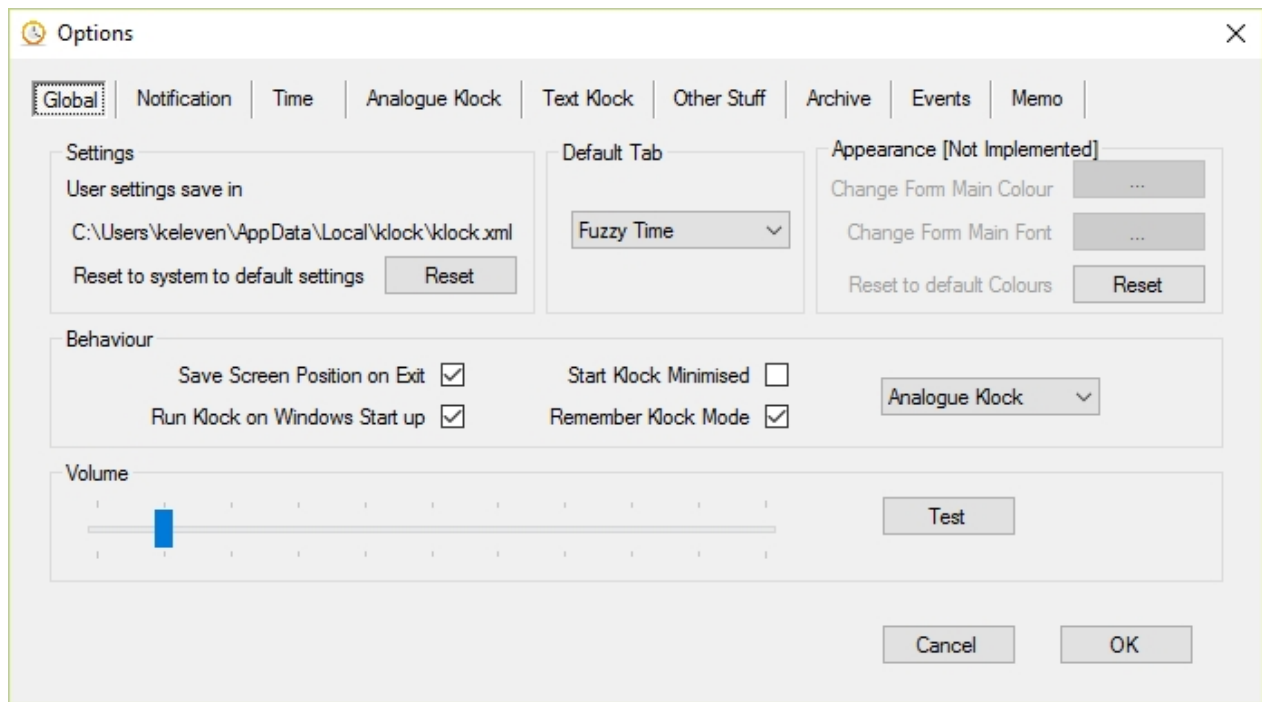 Options
Global Notification Time Analogue Klock Text Klock Other Stuff Archive Events Memo
Settings
User settings save in
C:\Users\keleven\AppData\Local\klock\klock.xml
Reset to system to default settings Reset
Default Tab
Fuzzy Time
Appearance [Not Implemented]
Change Form Main Colour ...
Change Form Main Font ...
Reset to default Colours Reset
Behaviour
Save Screen Position on Exit Start Klock Minimised
Analogue Klock
Run Klock on Windows Start up Remember Klock Mode
Volume
Test
Cancel OK